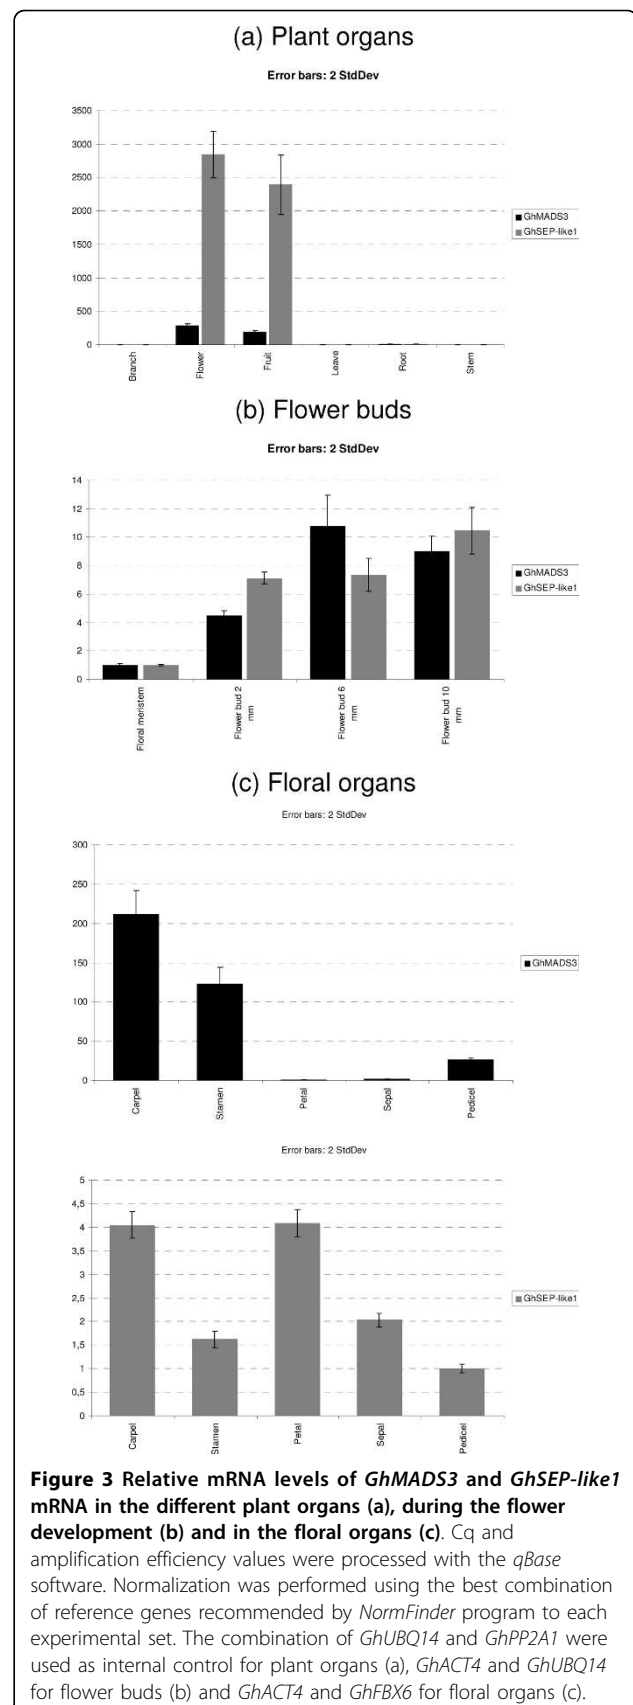 (a) Plant organs
Error bars: 2 StdDev
3500
3000
2500
2000
1500
1000
500
0
Branch
Flower
Fruit
Leave
Root
Stem
GhMADS3
GhSEP-like1
(b) Flower buds
Error bars: 2 StdDev
14
12
10
8
6
4
2
0
Floral meristem
Flower bud 2
mm
Flower bud 6
mm
Flower bud 10
mm
GhMADS3
GhSEP-like1
(c) Floral organs
Error bars: 2 StdDev
300
250
200
150
100
50
0
Carpel
Stamen
Petal
Sepal
Pedicel
GhMADS3
Error bars: 2 StdDev
5
4,5
4
3,5
3
2,5
2
1,5
1
0,5
0
Carpel
Stamen
Petal
Sepal
Pedicel
GhSEP-like1
Figure 3 Relative mRNA levels of GhMADS3 and GhSEP-like1
mRNA in the different plant organs (a), during the flower
development (b) and in the floral organs (c). Cq and
amplification efficiency values were processed with the qBase
software. Normalization was performed using the best combination
of reference genes recommended by NormFinder program to each
experimental set. The combination of GhUBQ14 and GhPP2A1 were
used as internal control for plant organs (a), GhACT4 and GhUBQ14
for flower buds (b) and GhACT4 and GhFBX6 for floral organs (c).